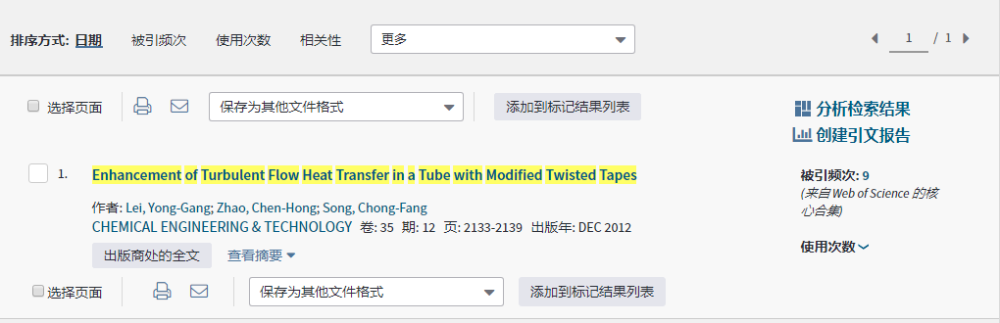 排序方式: 日期 被引频次 使用次数 相关性 更多 1 / 1
选择页面 保存为其他文件格式 添加到标记结果列表
分析检索结果
创建引文报告
1. Enhancement of Turbulent Flow Heat Transfer in a Tube with Modified Twisted Tapes
作者: Lei, Yong-Gang; Zhao, Chen-Hong; Song, Chong-Fang
CHEMICAL ENGINEERING & TECHNOLOGY 卷: 35 期: 12 页: 2133-2139 出版年: DEC 2012
出版商处的全文 查看摘要
被引频次: 9
(来自 Web of Science 的核
心合集)
使用次数
选择页面 保存为其他文件格式 添加到标记结果列表